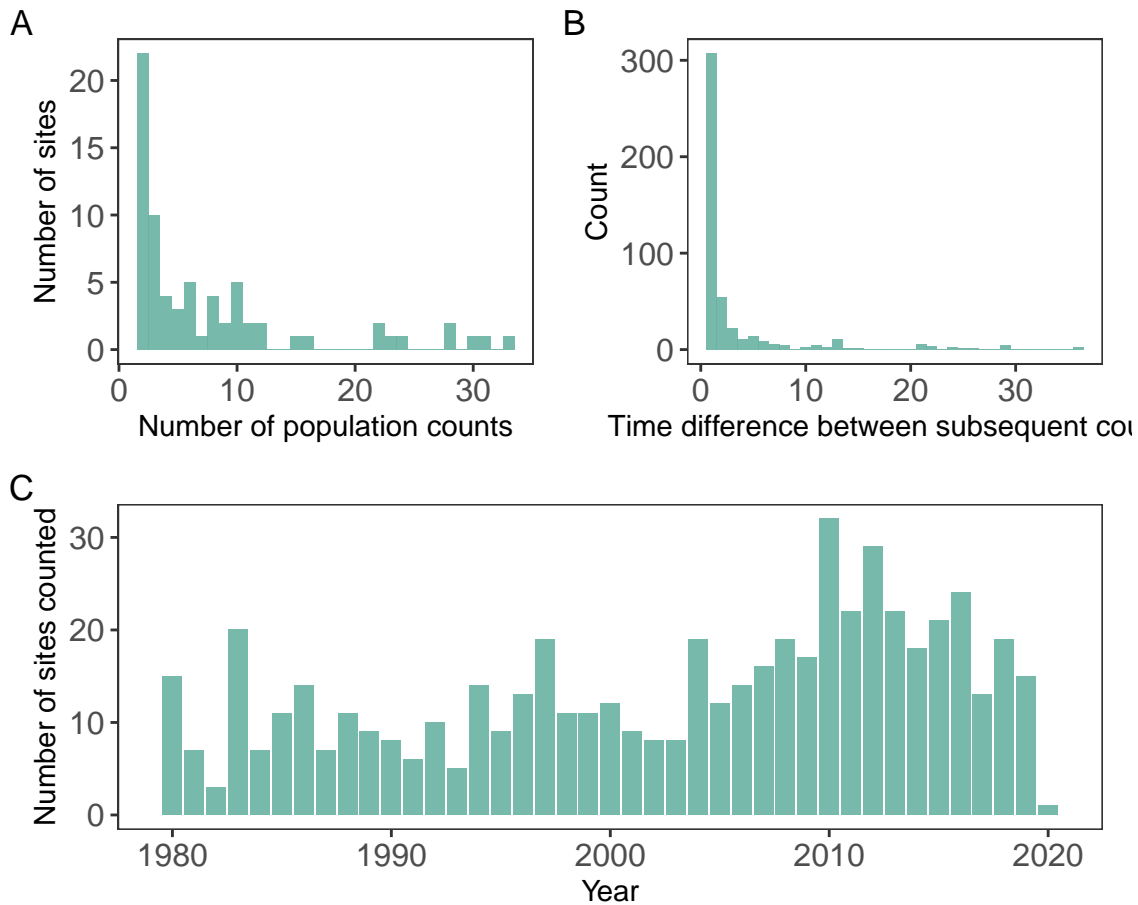 A
Number of sites
20
15
10
5
0
0 10 20 30
Number of population counts
B
Count
300
200
100
0
0 10 20 30
Time difference between subsequent cou
C
Number of sites counted
30
20
10
0
1980 1990 2000 2010 2020
Year